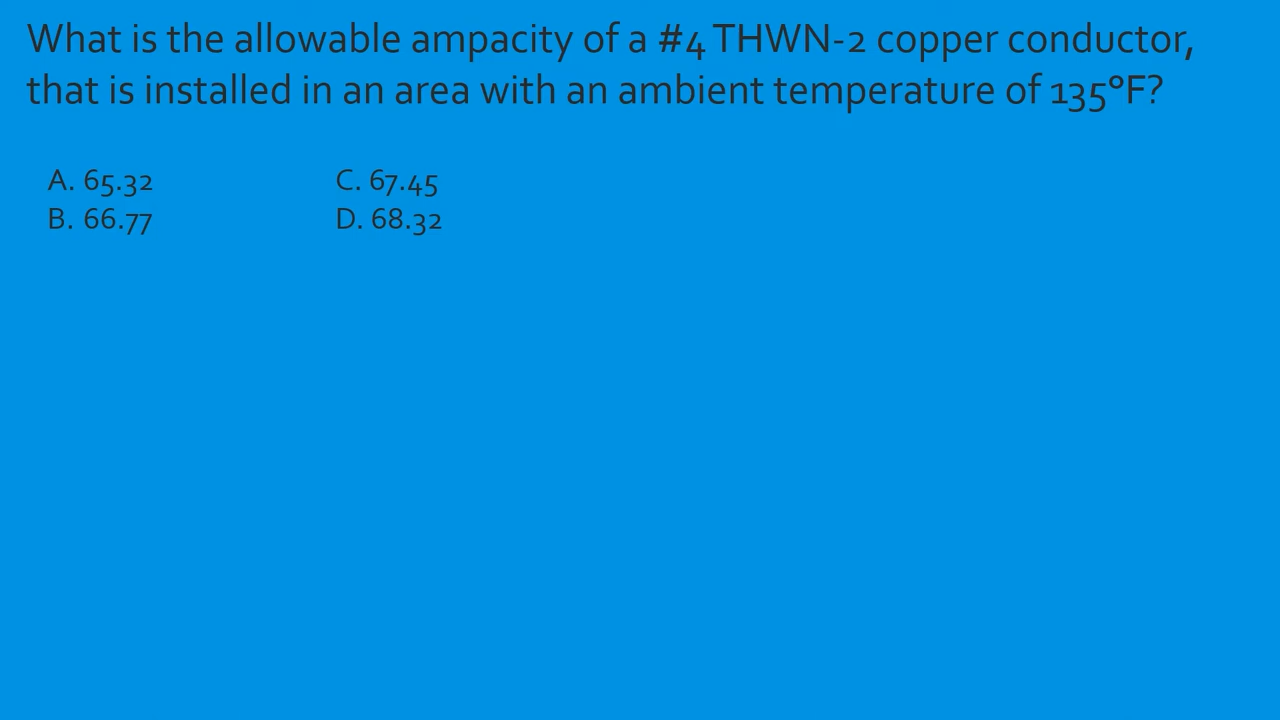 What is the allowable ampacity of a #4 THWN-2 copper conductor,
that is installed in an area with an ambient temperature of 135°F?
A. 65.32 C. 67.45
B. 66.77 D. 68.32